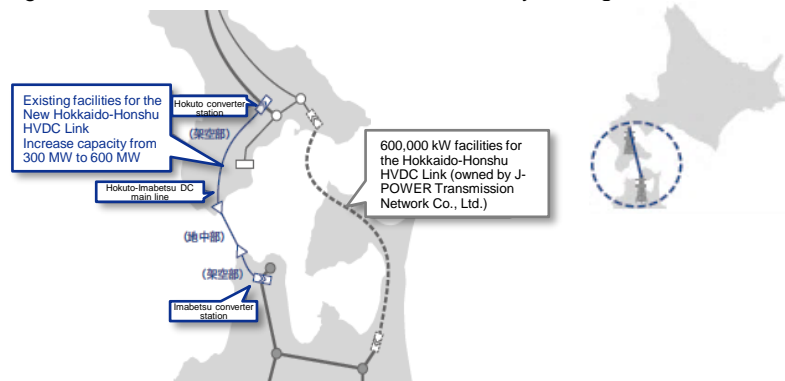 Existing facilities for the
New Hokkaido-Honshu
HVDC Link
Increase capacity from
300 MW to 600 MW
Hokuto converter
station
(架空部)
600,000 kW facilities for
the Hokkaido-Honshu
HVDC Link (owned by J-
POWER Transmission
Network Co., Ltd.)
Hokuto-Imabetsu DC
main line
(地中部)
(架空部)
Imabetsu converter
station